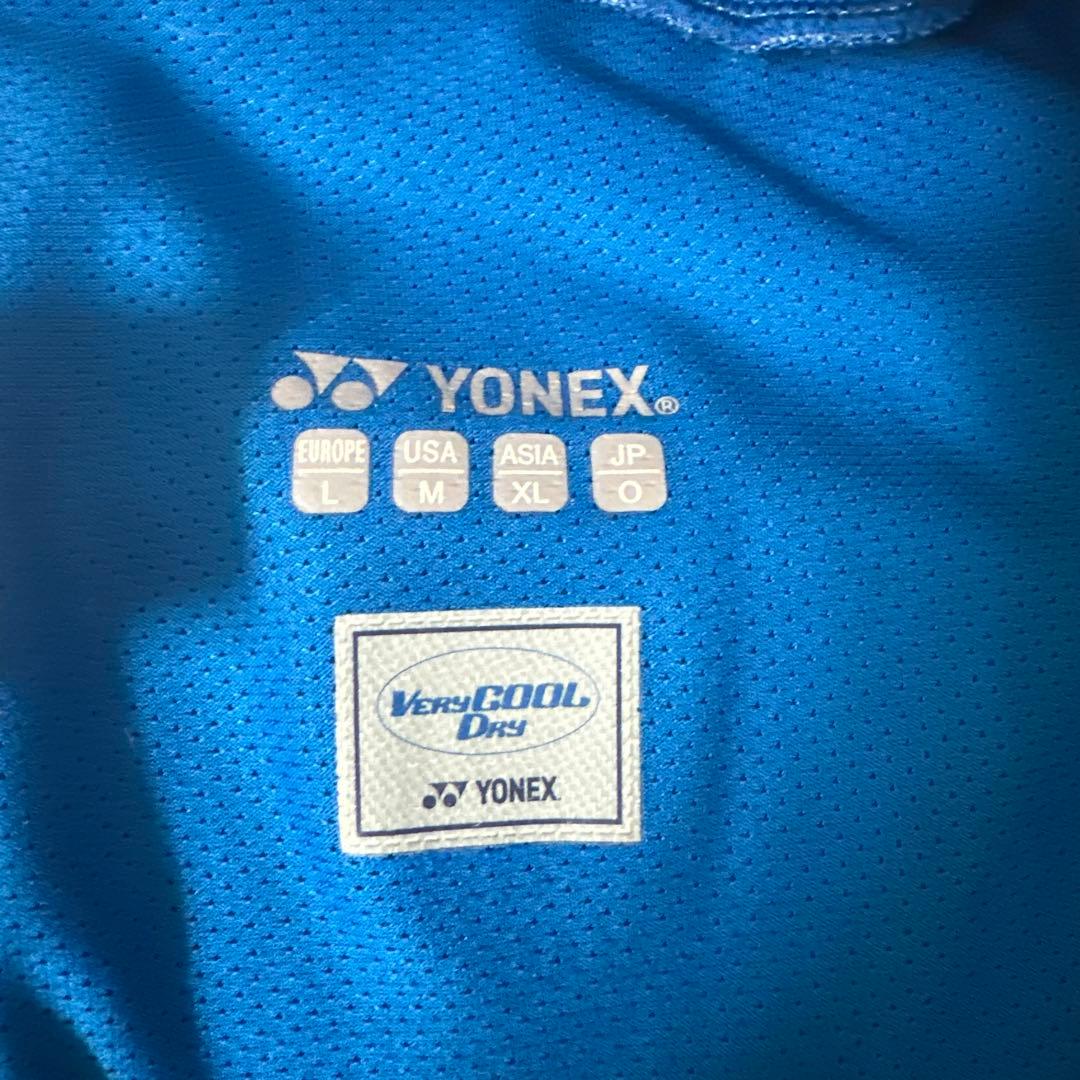 YONEX®
EUROPE USA ASIA JP
L M XL O
VERY COOL
DRY
YONEX